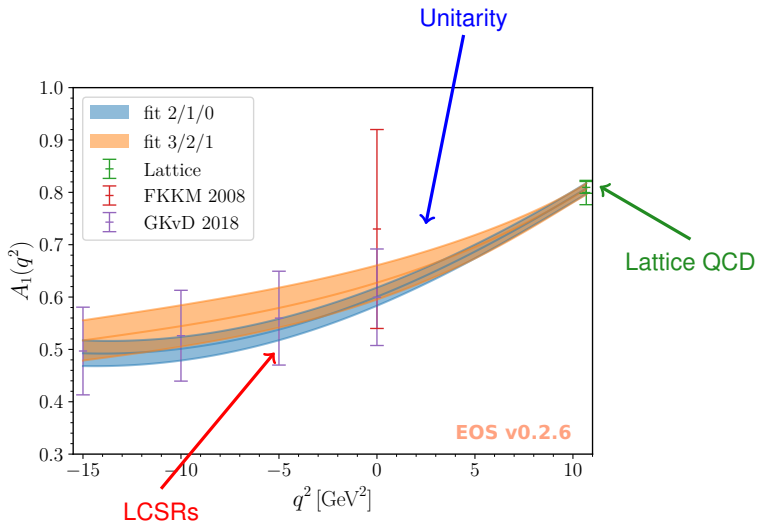 Unitarity
1.0
0.9
0.8
0.7
0.6
0.5
0.4
0.3
A₁(q²)
fit 2/1/0
fit 3/2/1
Lattice
FKKM 2008
GKvD 2018
Lattice QCD
EOS v0.2.6
−15
−10
−5
0
5
10
q² [GeV²]
LCSRs